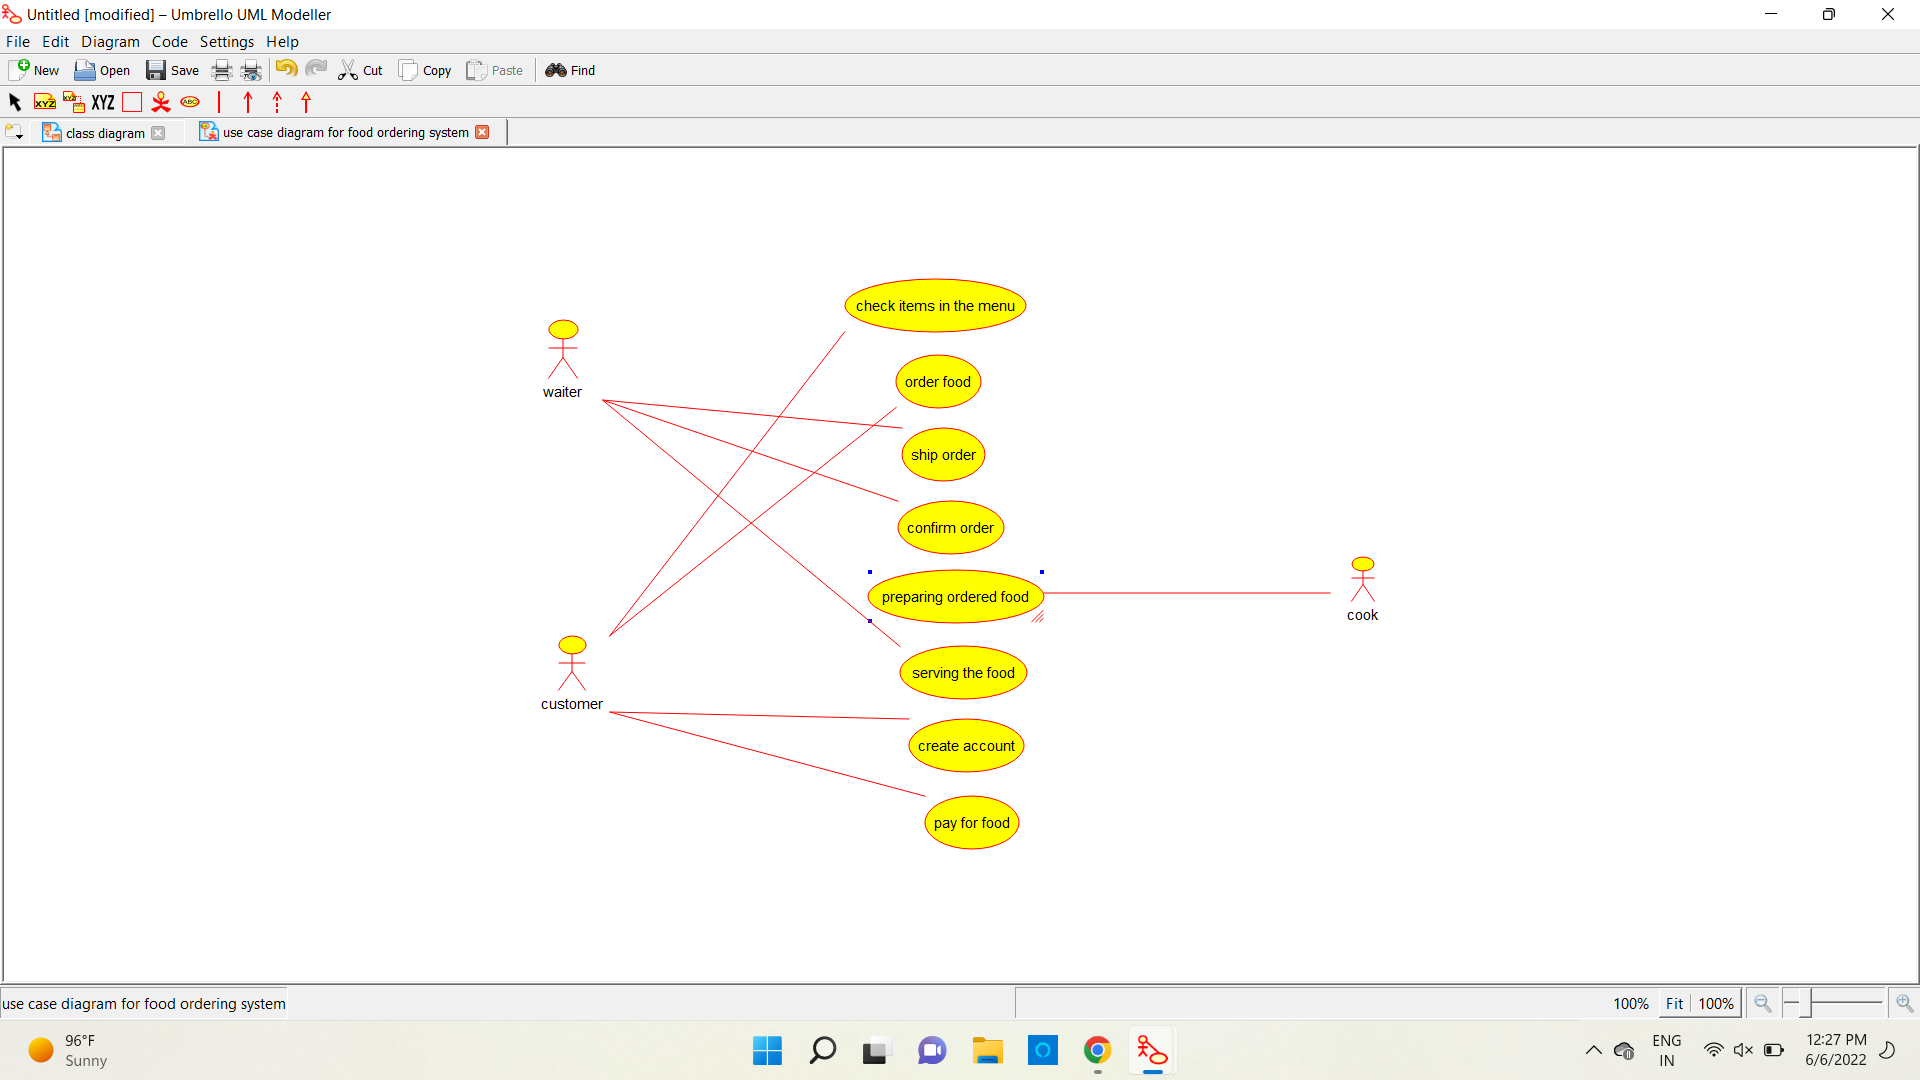 Untitled [modified] – Umbrello UML Modeller
File Edit Diagram Code Settings Help
New Open Save Cut Copy Paste Find
XYZ XYZ XYZ ABC
class diagram use case diagram for food ordering system
check items in the menu
waiter
order food
ship order
confirm order
preparing ordered food
cook
serving the food
customer
create account
pay for food
use case diagram for food ordering system 100% Fit 100%
96°F
Sunny
ENG
IN
12:27 PM
6/6/2022